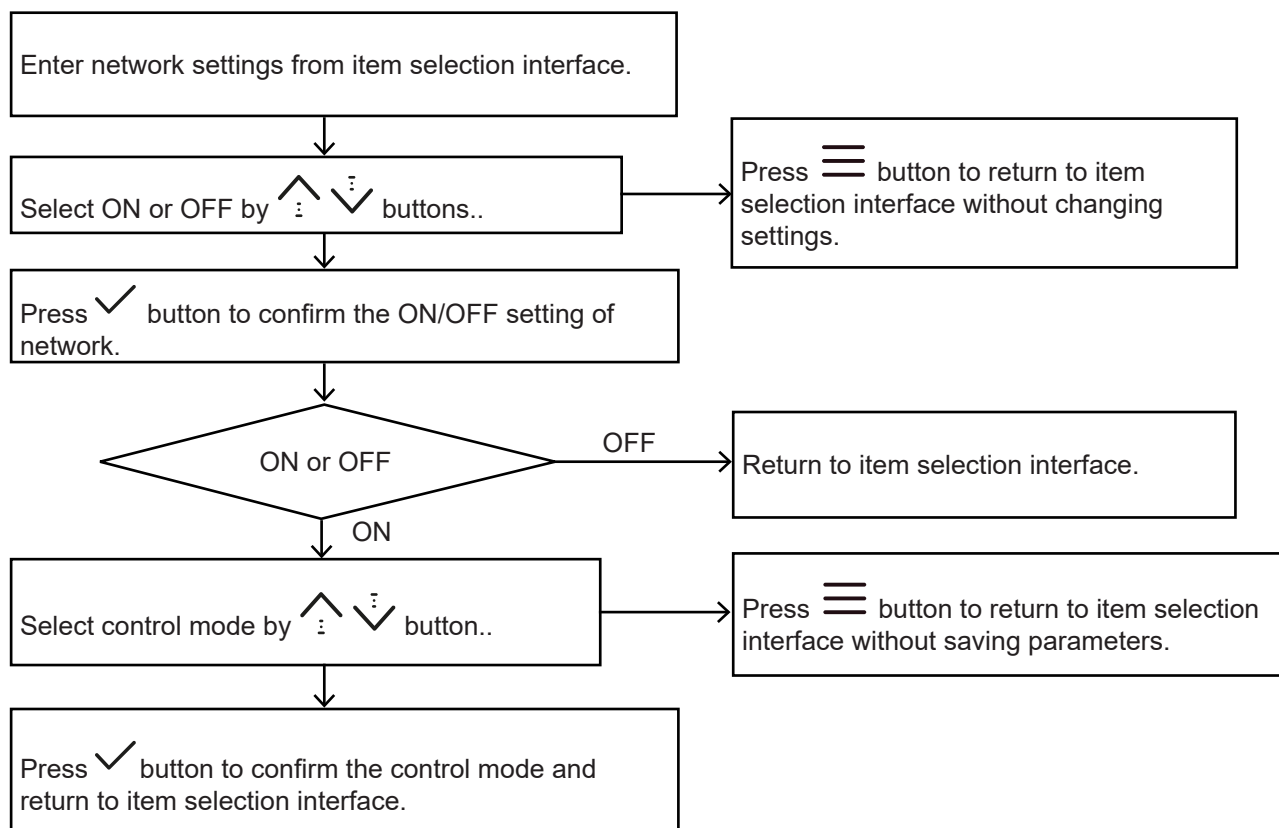 Enter network settings from item selection interface.
Select ON or OFF by buttons..
Press button to return to item
selection interface without changing
settings.
Press button to confirm the ON/OFF setting of
network.
ON or OFF
OFF
Return to item selection interface.
ON
Select control mode by button..
Press button to return to item selection
interface without saving parameters.
Press button to confirm the control mode and
return to item selection interface.